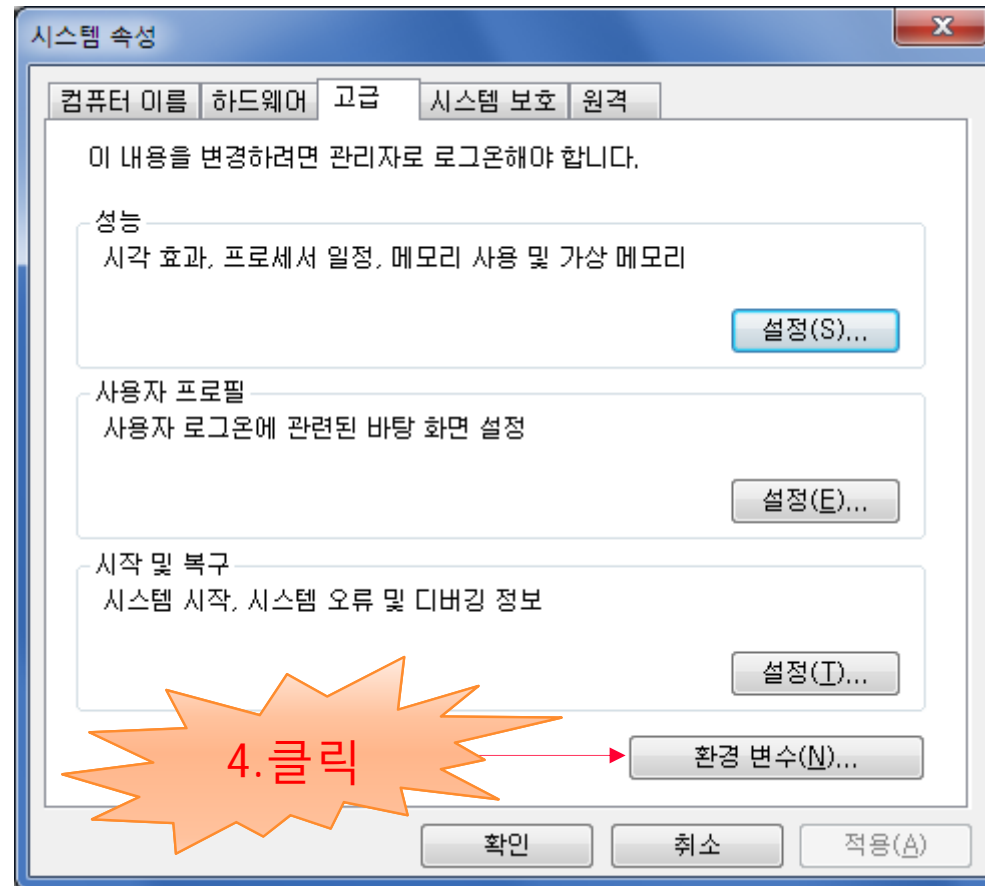 시스템 속성
컴퓨터 이름 하드웨어 고급 시스템 보호 원격
이 내용을 변경하려면 관리자로 로그온해야 합니다.
성능
시각 효과, 프로세서 일정, 메모리 사용 및 가상 메모리
설정(S)...
사용자 프로필
사용자 로그온에 관련된 바탕 화면 설정
설정(E)...
시작 및 복구
시스템 시작, 시스템 오류 및 디버깅 정보
설정(T)...
4.클릭
환경 변수(N)...
확인 취소 적용(A)